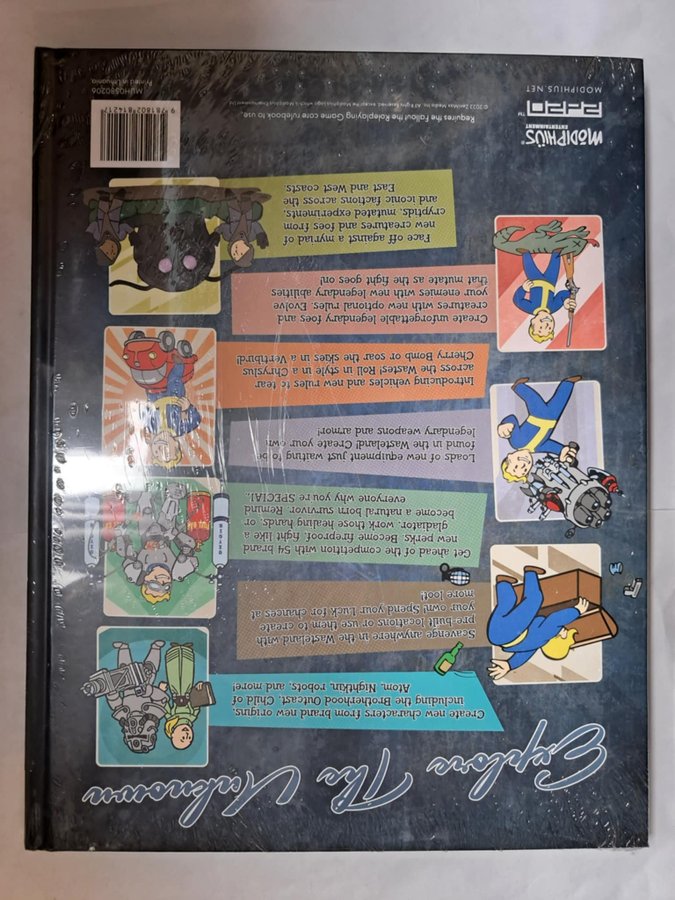 Explore The Unknown
Create new characters from brand new origins,
including the Brotherhood Outcast, Child of
Atom, Nightkin, robots, and more!
Scavenge anywhere in the Wasteland with
pre-built locations or use them to create
your own! Spend your Luck for chances at
more loot!
Get ahead of the competition with 54 brand
new perks. Become fireproof, fight like a
gladiator, work those healing hands, or
become a natural born survivor. Remind
everyone why you're SPECIAL.
Loads of new equipment just waiting to be
found in the Wasteland! Create your own
legendary weapons and armor!
Introducing vehicles and new rules to tear
across the Wastes! Roll in style in a Chryslus
Cherry Bomb or soar the skies in a Vertibird!
Create unforgettable legendary foes and
creatures with new optional rules. Evolve
your enemies with new legendary abilities
that mutate as the fight goes on!
Face off against a myriad of
new creatures and foes from
cryptids, mutated experiments,
and iconic factions across the
East and West coasts.
MÖDIPHIÜS®
ENTERTAINMENT
2D20™
MODIPHIUS.NET
Requires the Fallout the Roleplaying Game core rulebook to use.
9 781802 814217
MUH0580206
Printed in Lithuania.